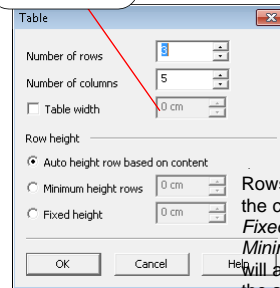 Table
Number of rows 3
Number of columns 5
Table width 0 cm
Row height
Auto height row based on content
Minimum height rows 0 cm
Fixed height 0 cm
OK Cancel Help
Rows
the c
Fixed
Minim
will a